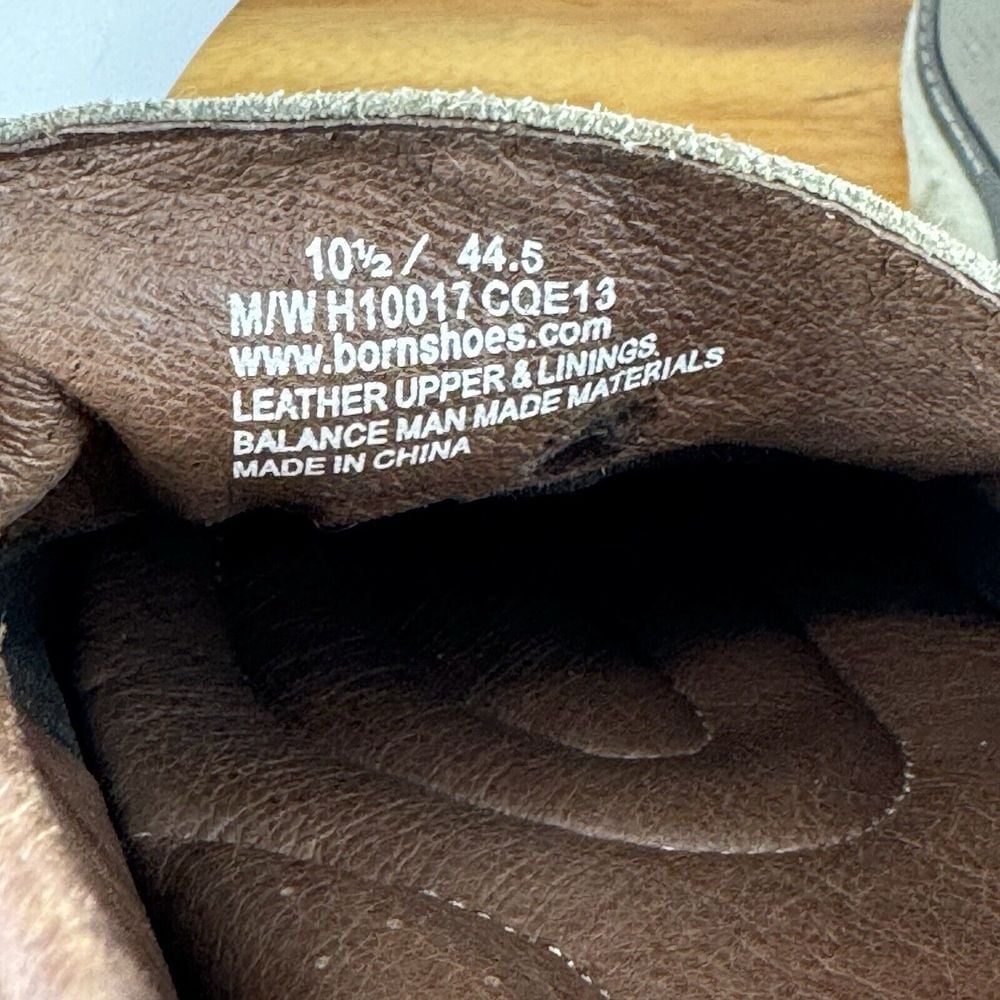 10½ / 44.5
M/W H10017 CQE13
www.bornshoes.com
LEATHER UPPER & LININGS.
BALANCE MAN MADE MATERIALS
MADE IN CHINA